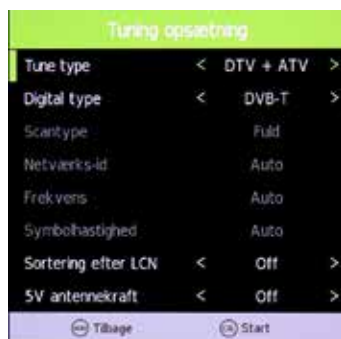 Tuning opsætning
Tune type < DTV + ATV >
Digital type < DVB-T >
Scantype Fuld
Netværks-id Auto
Frekvens Auto
Symbolhastighed Auto
Sortering efter LCN < Off >
5V antennekraft < Off >
Tilbage Start